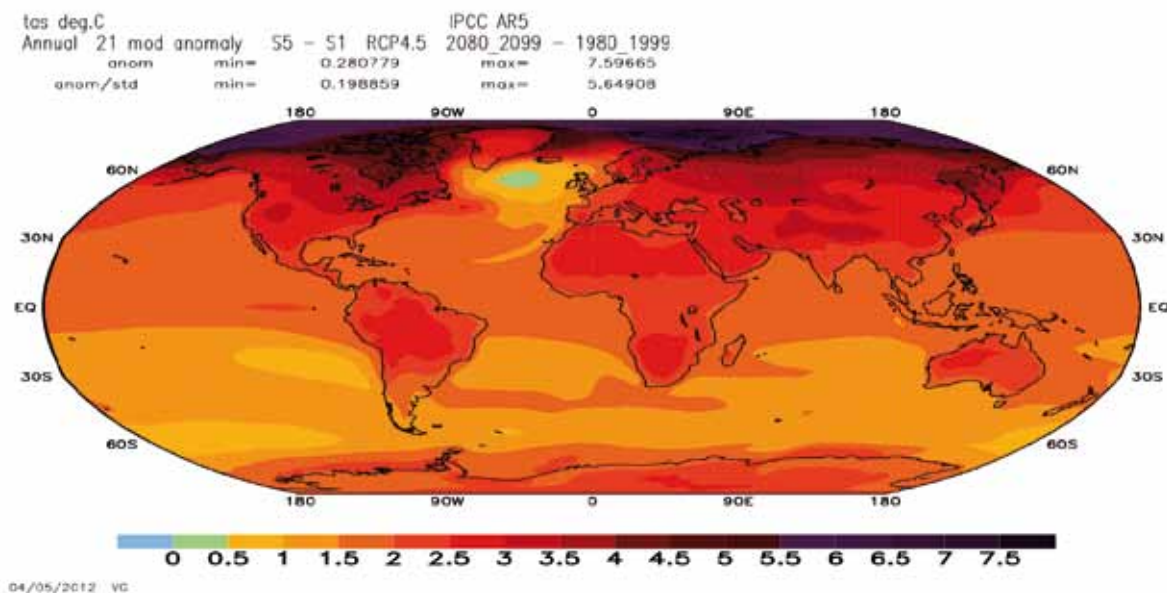 tas deg.C IPCC AR5
Annual 21 mod anomaly S5 - S1 RCP4.5 2080_2099 - 1980_1999
anom min= 0.280779 max= 7.59665
anom/std min= 0.198859 max= 5.64908
180 90W 0 90E 180
60N 60N
30N 30N
EQ EQ
30S 30S
60S 60S
180 90W 0 90E 180
0 0.5 1 1.5 2 2.5 3 3.5 4 4.5 5 5.5 6 6.5 7 7.5
04/05/2012 VG